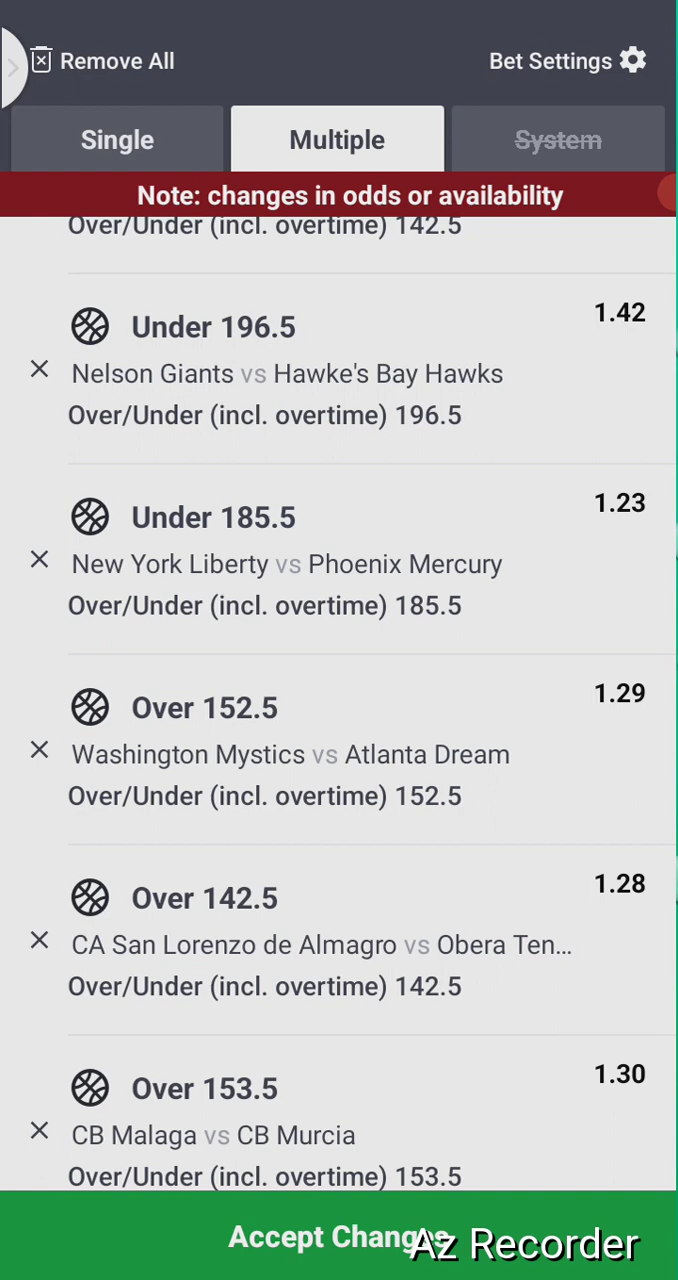 Remove All
Bet Settings
Single
Multiple
System
Note: changes in odds or availability
Over/Under (incl. overtime) 142.5
Under 196.5
1.42
Nelson Giants vs Hawke's Bay Hawks
Over/Under (incl. overtime) 196.5
Under 185.5
1.23
New York Liberty vs Phoenix Mercury
Over/Under (incl. overtime) 185.5
Over 152.5
1.29
Washington Mystics vs Atlanta Dream
Over/Under (incl. overtime) 152.5
Over 142.5
1.28
CA San Lorenzo de Almagro vs Obera Ten...
Over/Under (incl. overtime) 142.5
Over 153.5
1.30
CB Malaga vs CB Murcia
Over/Under (incl. overtime) 153.5
Accept Changes
Az Recorder